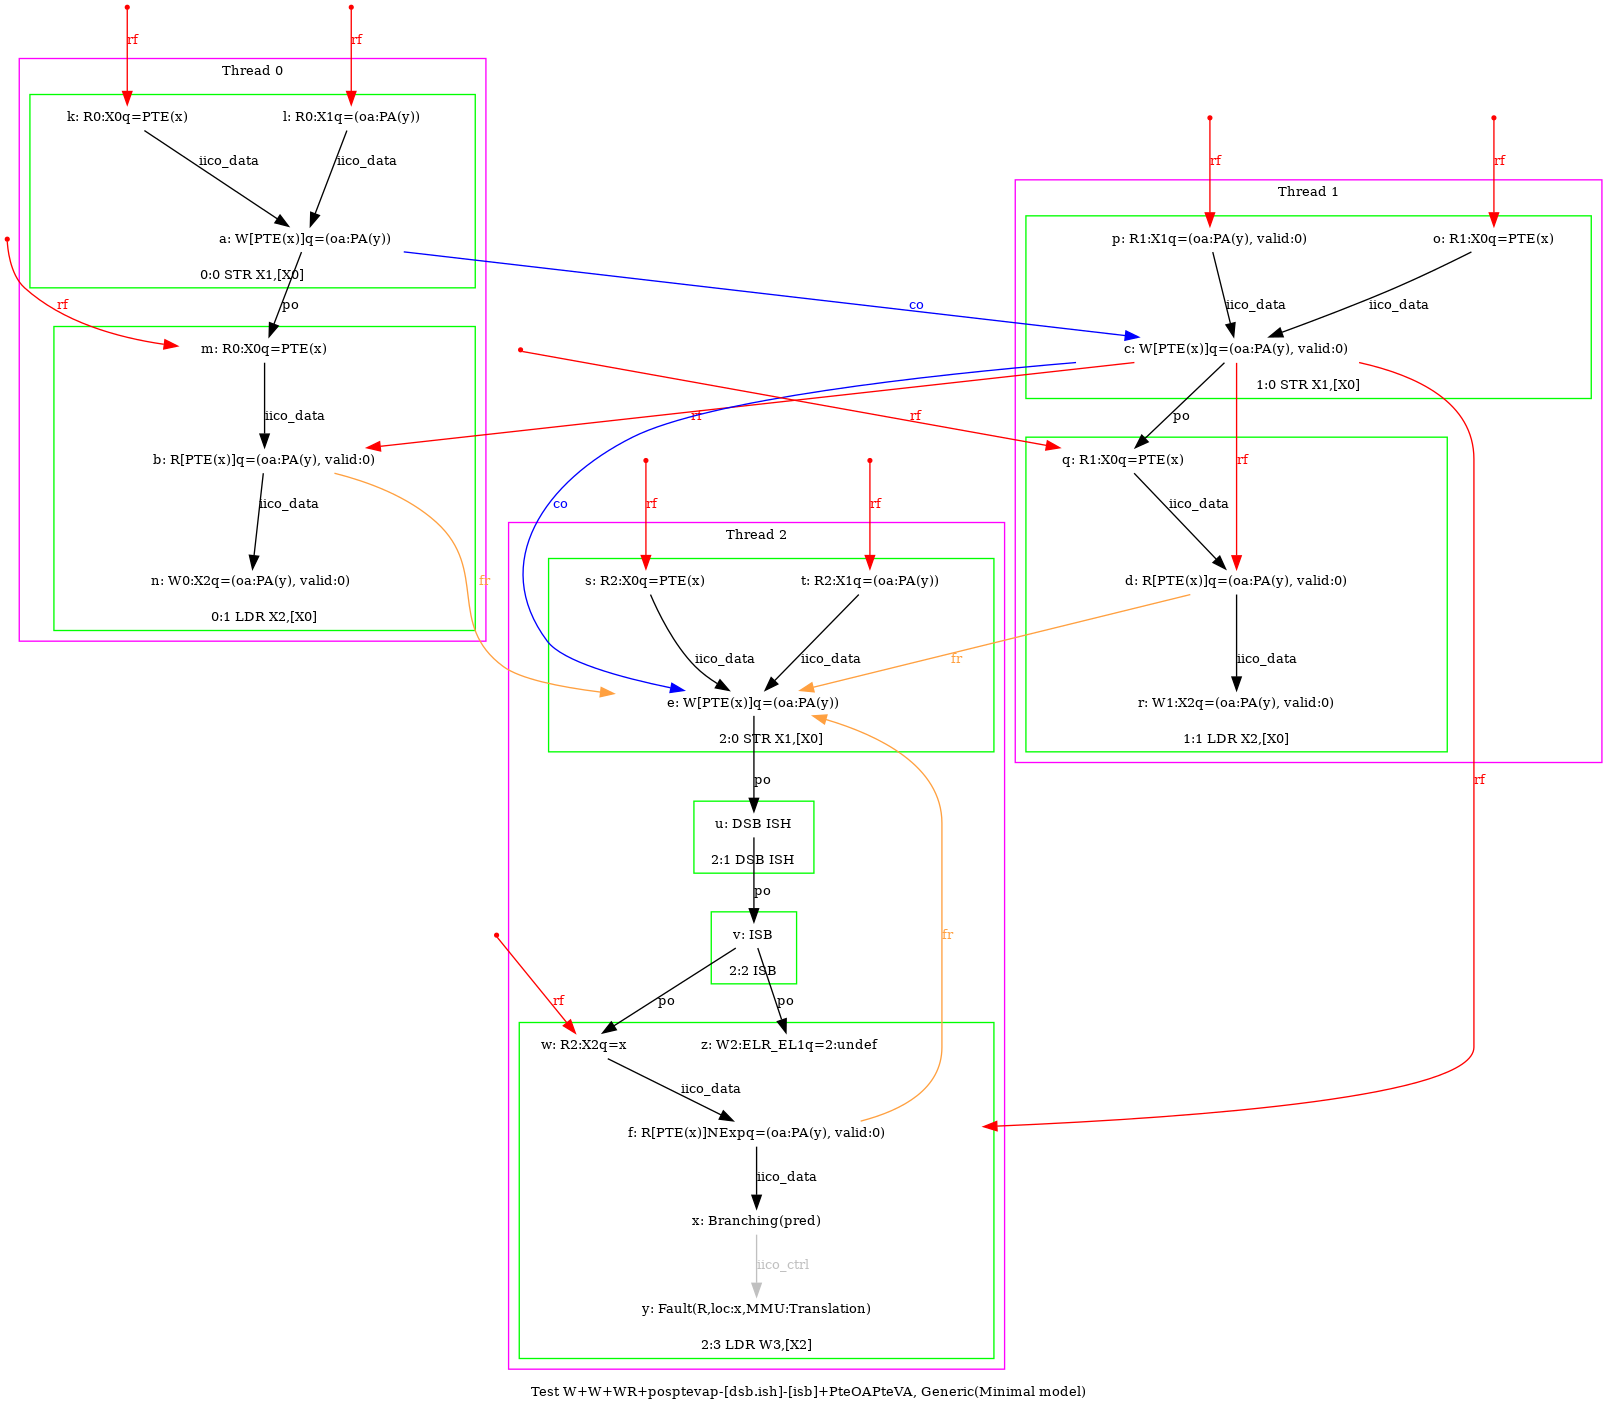 rf
rf
Thread 0
k: R0:X0q=PTE(x)
l: R0:X1q=(oa:PA(y))
iico_data
iico_data
a: W[PTE(x)]q=(oa:PA(y))
0:0 STR X1,[X0]
rf
po
m: R0:X0q=PTE(x)
iico_data
b: R[PTE(x)]q=(oa:PA(y), valid:0)
iico_data
n: W0:X2q=(oa:PA(y), valid:0)
0:1 LDR X2,[X0]
co
rf
rf
co
fr
rf
rf
Thread 1
p: R1:X1q=(oa:PA(y), valid:0)
o: R1:X0q=PTE(x)
iico_data
iico_data
c: W[PTE(x)]q=(oa:PA(y), valid:0)
1:0 STR X1,[X0]
po
q: R1:X0q=PTE(x)
rf
iico_data
d: R[PTE(x)]q=(oa:PA(y), valid:0)
iico_data
r: W1:X2q=(oa:PA(y), valid:0)
1:1 LDR X2,[X0]
fr
rf
rf
rf
Thread 2
s: R2:X0q=PTE(x)
t: R2:X1q=(oa:PA(y))
iico_data
iico_data
e: W[PTE(x)]q=(oa:PA(y))
2:0 STR X1,[X0]
po
u: DSB ISH
2:1 DSB ISH
po
v: ISB
2:2 ISB
fr
rf
po
po
w: R2:X2q=x
z: W2:ELR_EL1q=2:undef
iico_data
f: R[PTE(x)]NExpq=(oa:PA(y), valid:0)
iico_data
x: Branching(pred)
iico_ctrl
y: Fault(R,loc:x,MMU:Translation)
2:3 LDR W3,[X2]
Test W+W+WR+posptevap-[dsb.ish]-[isb]+PteOAPteVA, Generic(Minimal model)